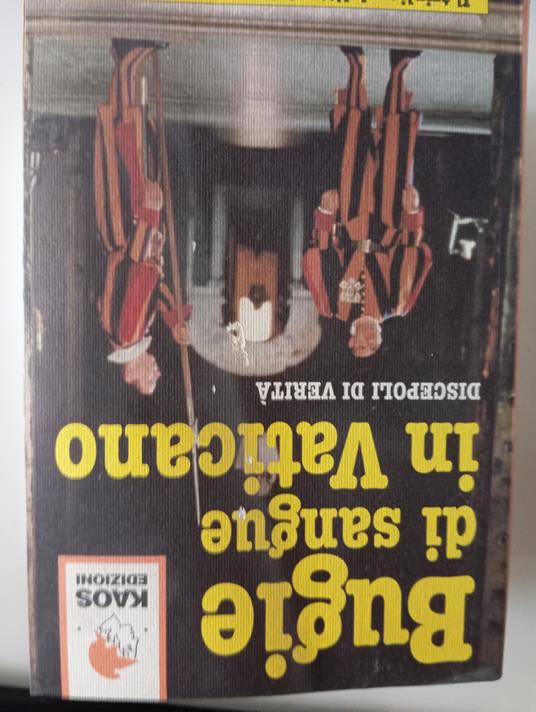 KAOS
EDIZIONI
Bugie
di sangue
in Vaticano
DISCEPOLI DI VERITÀ